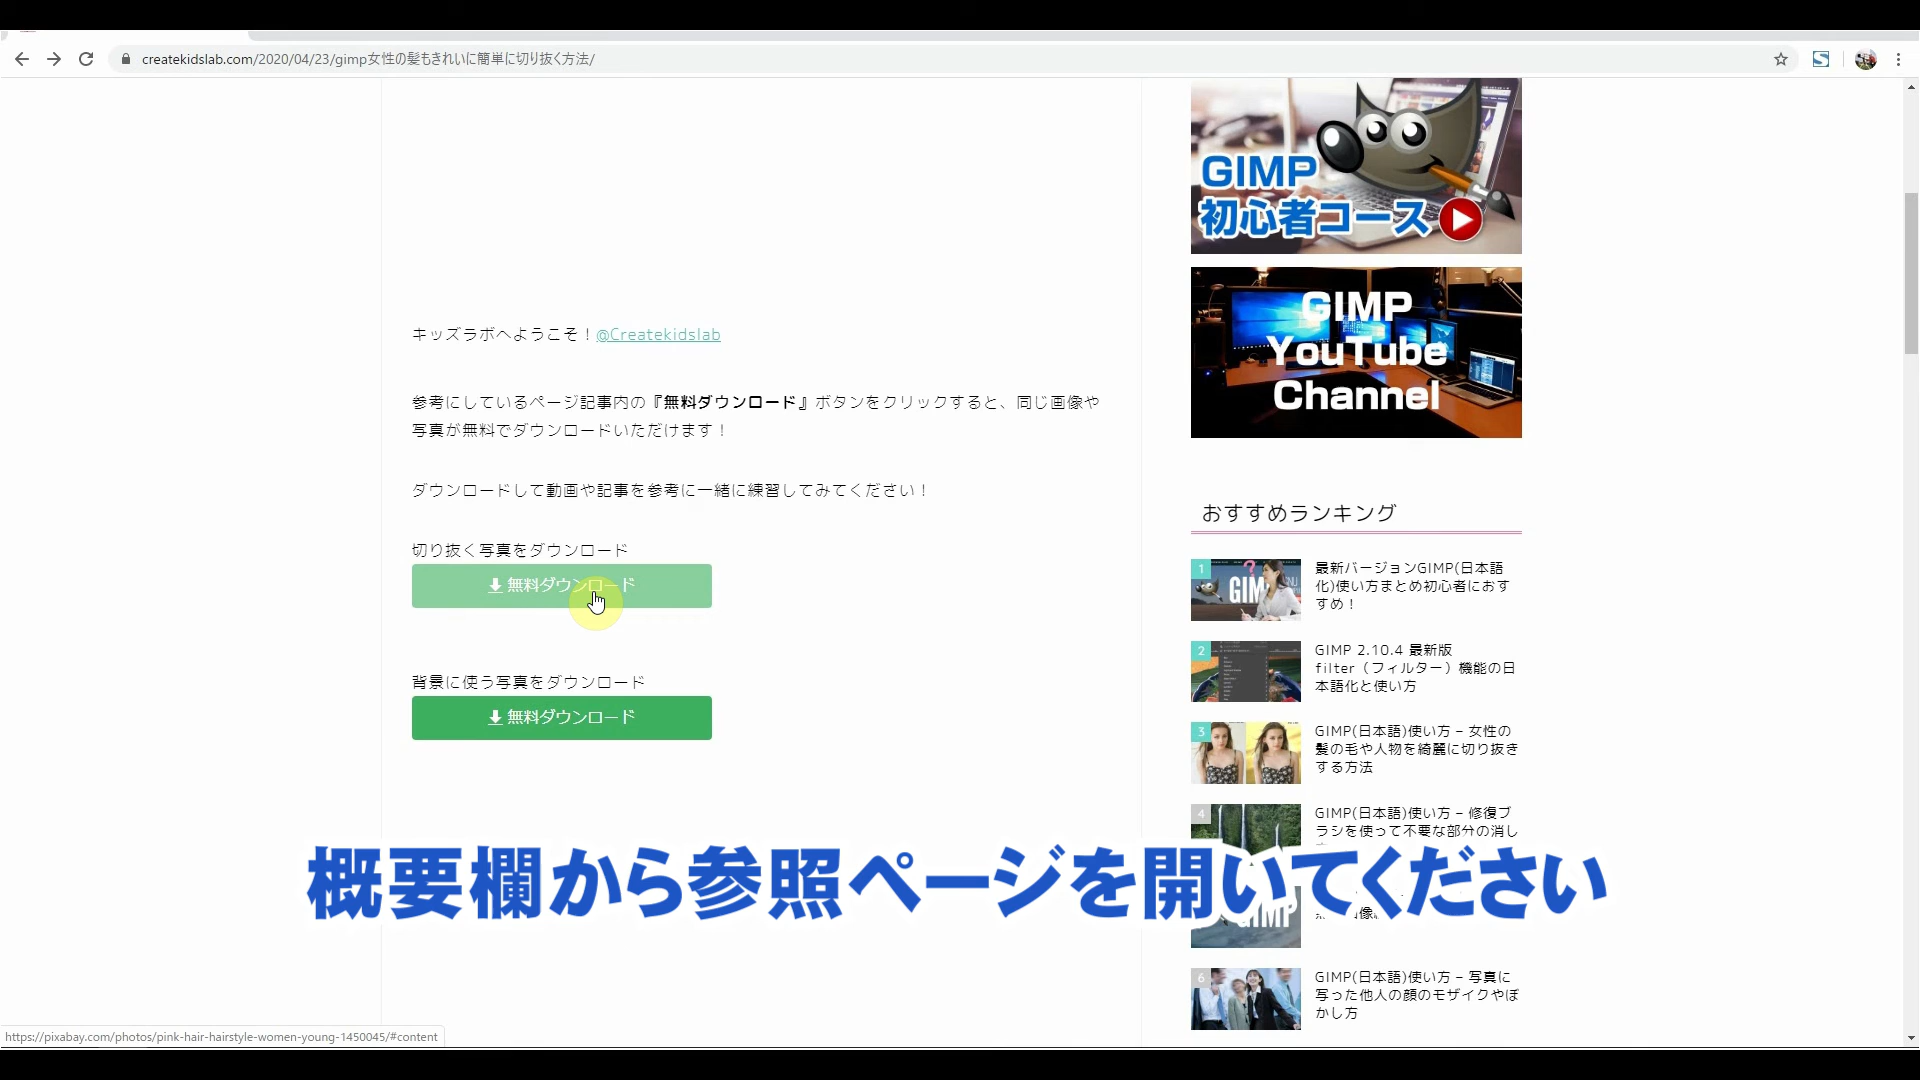 createkidslab.com/2020/04/23/gimp女性の髪もきれいに簡単に切り抜く方法/
GIMP
初心者コース
GIMP
YouTube
Channel
キッズラボへようこそ！@Createkidslab
参考にしているページ記事内の『無料ダウンロード』ボタンをクリックすると、同じ画像や
写真が無料でダウンロードいただけます！
ダウンロードして動画や記事を参考に一緒に練習してみてください！
切り抜く写真をダウンロード
無料ダウンロード
背景に使う写真をダウンロード
無料ダウンロード
おすすめランキング
1
最新バージョンGIMP(日本語
化)使い方まとめ初心者におす
すめ！
2
GIMP 2.10.4 最新版
filter（フィルター）機能の日
本語化と使い方
3
GIMP(日本語)使い方 – 女性の
髪の毛や人物を綺麗に切り抜き
する方法
4
GIMP(日本語)使い方 – 修復ブ
ラシを使って不要な部分の消し
概要欄から参照ページを開いてください
GIMP
6
GIMP(日本語)使い方 – 写真に
写った他人の顔のモザイクやぼ
かし方
https://pixabay.com/photos/pink-hair-hairstyle-women-young-1450045/#content